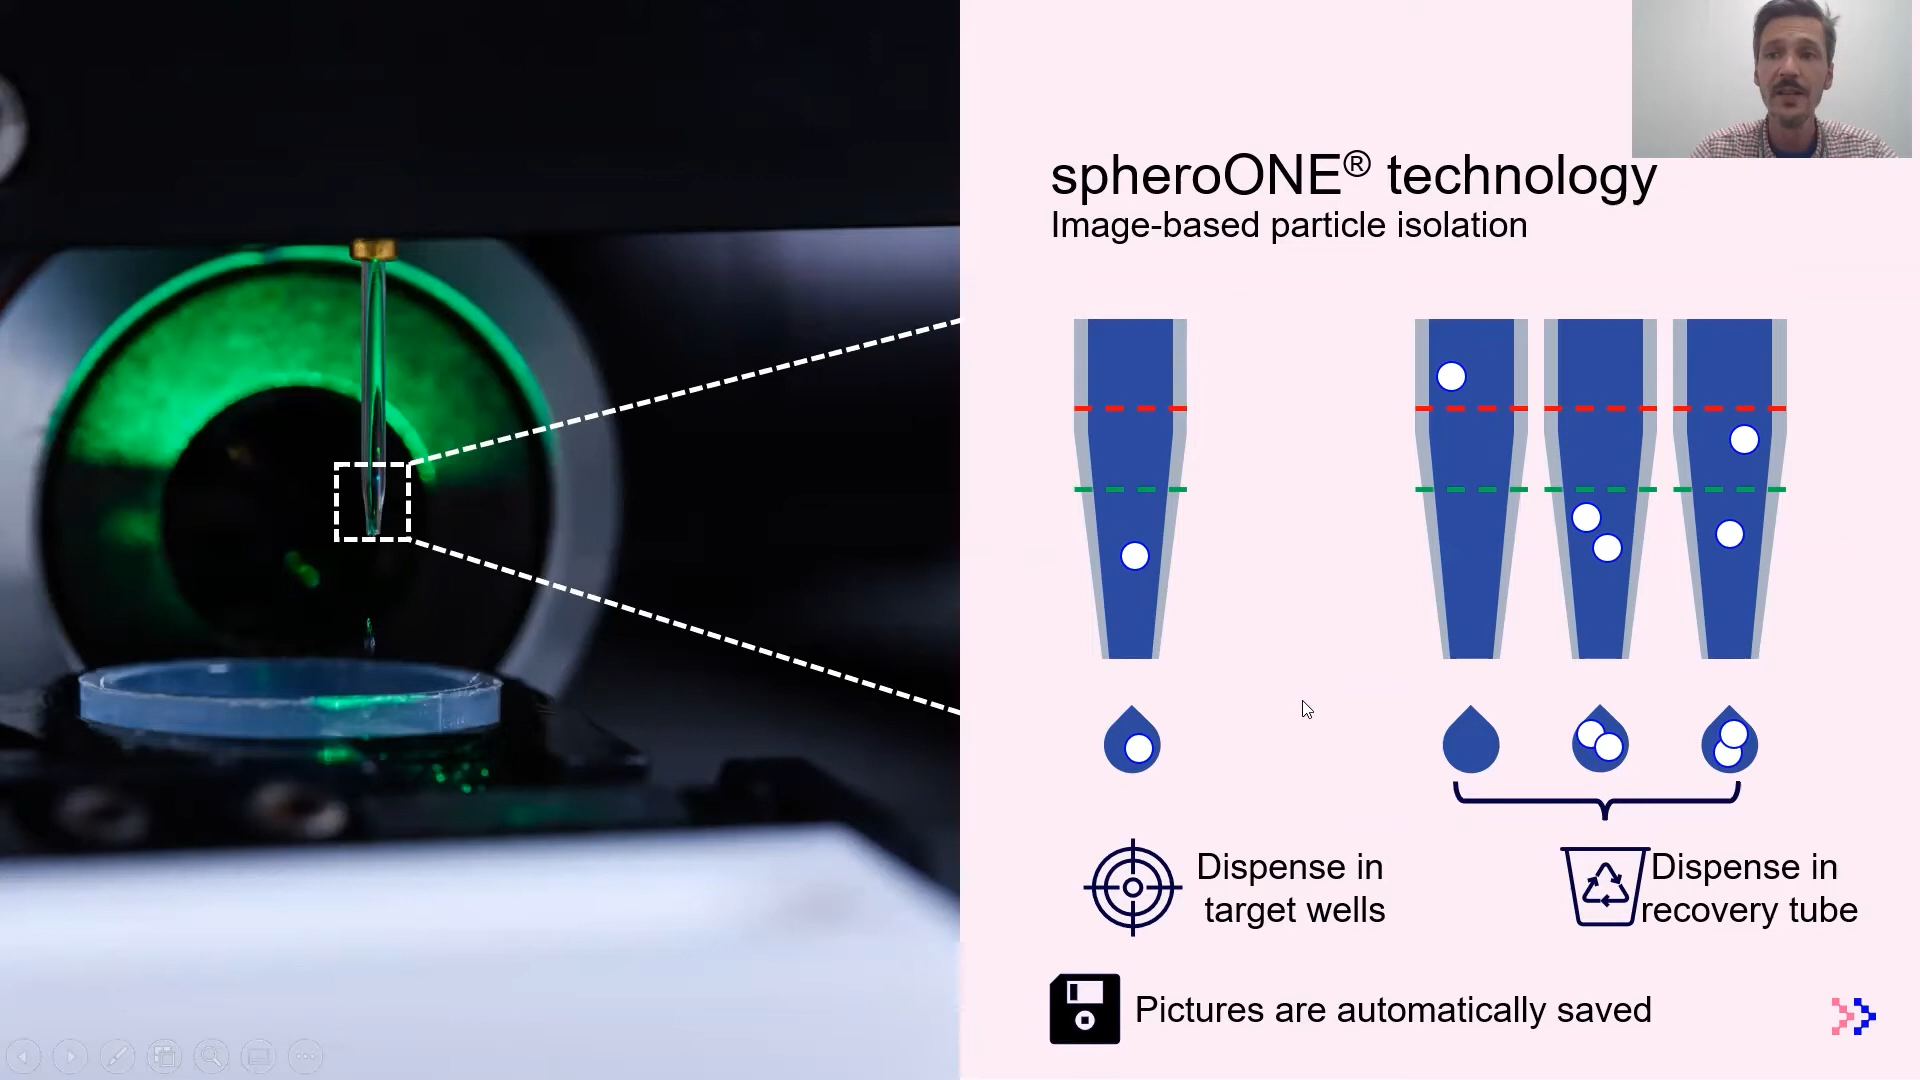 spheroONE® technology
Image-based particle isolation
Dispense in
target wells
Dispense in
recovery tube
Pictures are automatically saved